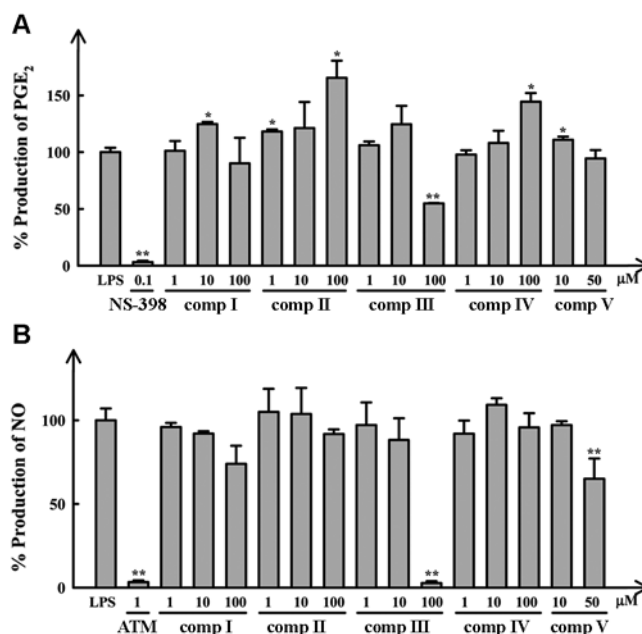 A
% Production of PGE₂
150
100
50
0
*
*
*
*
*
**
**
LPS 0.1 1 10 100 1 10 100 1 10 100 1 10 100 10 50 μM
NS-398 comp I comp II comp III comp IV comp V
B
% Production of NO
100
50
0
**
**
**
LPS 1 1 10 100 1 10 100 1 10 100 1 10 100 10 50 μM
ATM comp I comp II comp III comp IV comp V